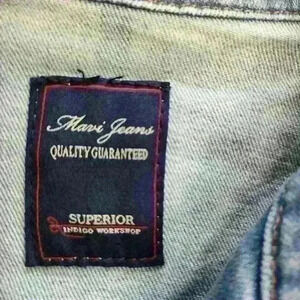 Mavi Jeans
QUALITY GUARANTEED
SUPERIOR
INDIGO WORKSHOP